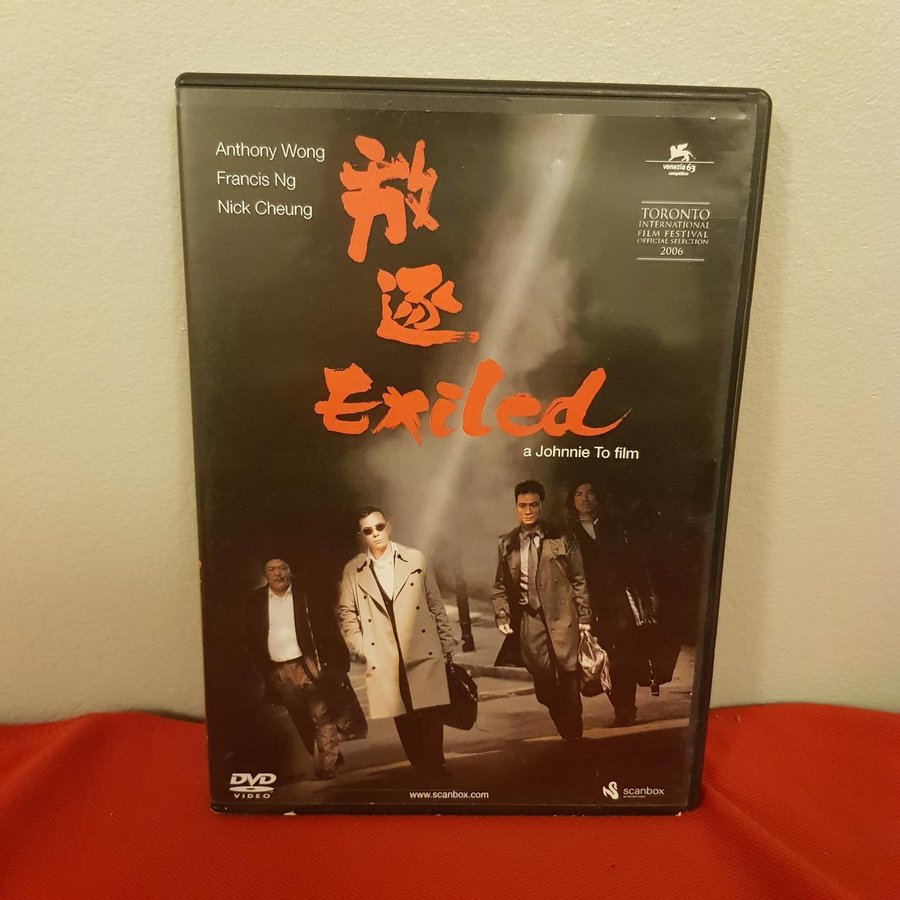 Anthony Wong
Francis Ng
Nick Cheung
放
逐
Exiled
a Johnnie To film
venezia 63
competition
TORONTO
INTERNATIONAL
FILM FESTIVAL
OFFICIAL SELECTION
2006
DVD
VIDEO
www.scanbox.com
scanbox